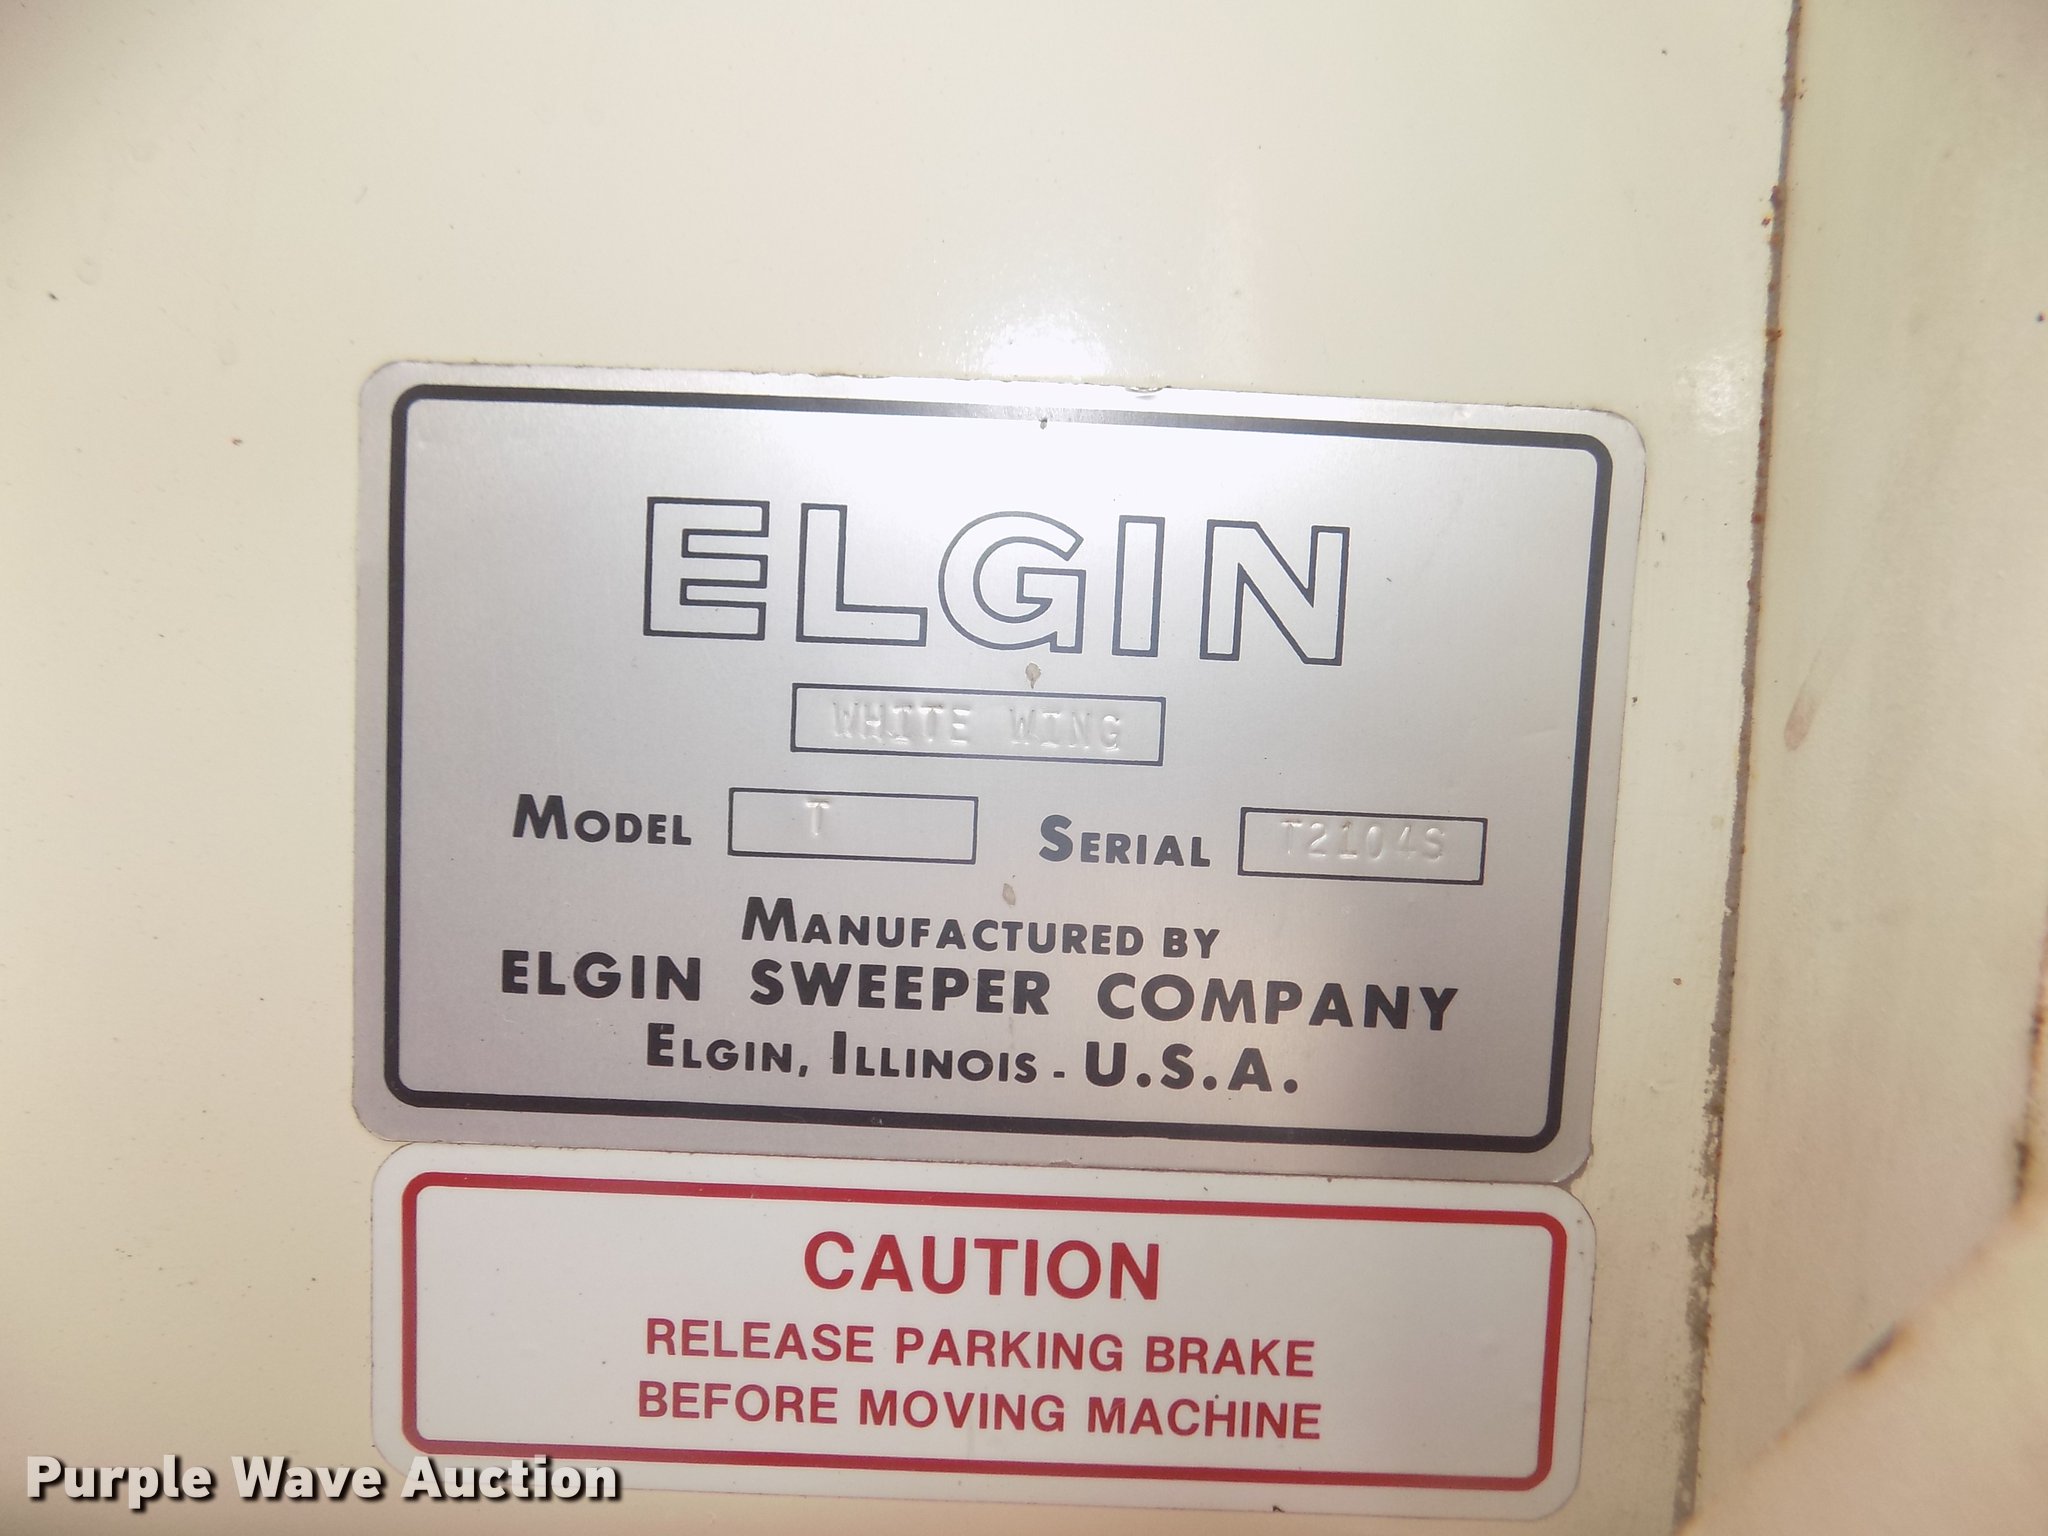 ELGIN
WHITE WING
MODEL T SERIAL T2104S
MANUFACTURED BY
ELGIN SWEEPER COMPANY
ELGIN, ILLINOIS - U.S.A.
CAUTION
RELEASE PARKING BRAKE
BEFORE MOVING MACHINE
Purple Wave Auction